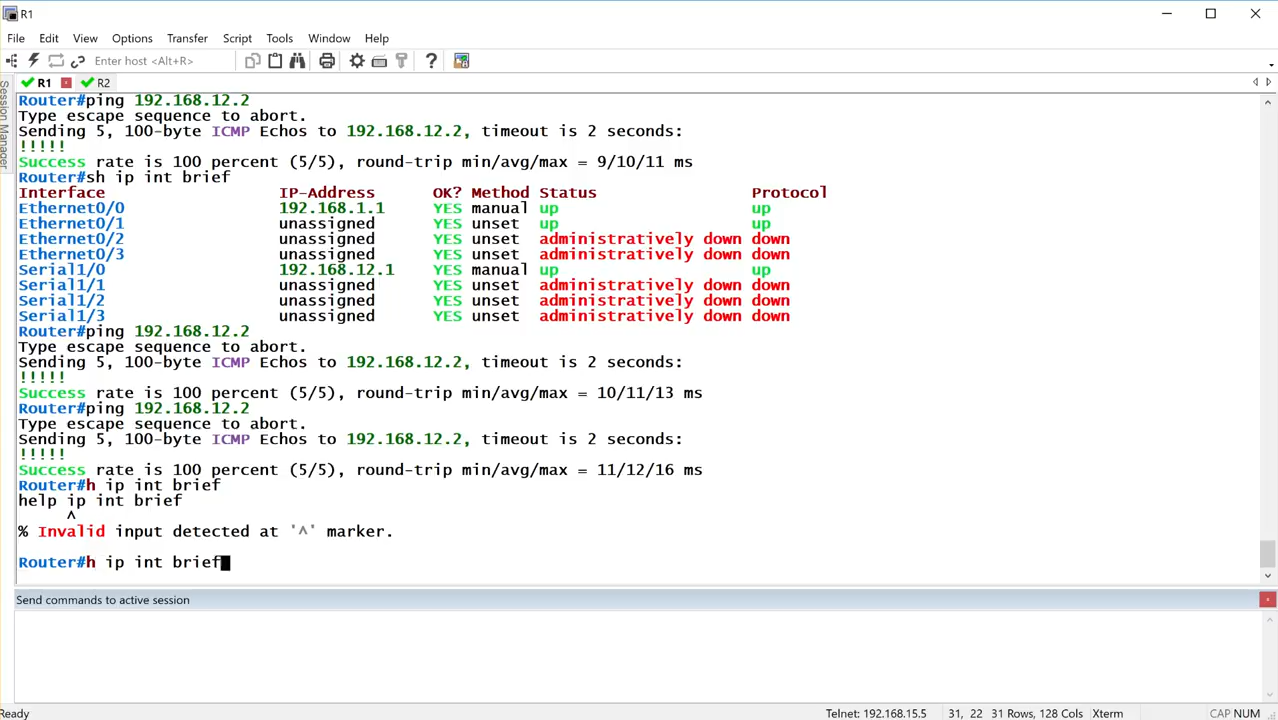 R1
File Edit View Options Transfer Script Tools Window Help
Enter host <Alt+R>
R1 R2
Session Manager
Router#ping 192.168.12.2
Type escape sequence to abort.
Sending 5, 100-byte ICMP Echos to 192.168.12.2, timeout is 2 seconds:
!!!!!
Success rate is 100 percent (5/5), round-trip min/avg/max = 9/10/11 ms
Router#sh ip int brief
Interface IP-Address OK? Method Status Protocol
Ethernet0/0 192.168.1.1 YES manual up up
Ethernet0/1 unassigned YES unset up up
Ethernet0/2 unassigned YES unset administratively down down
Ethernet0/3 unassigned YES unset administratively down down
Serial1/0 192.168.12.1 YES manual up up
Serial1/1 unassigned YES unset administratively down down
Serial1/2 unassigned YES unset administratively down down
Serial1/3 unassigned YES unset administratively down down
Router#ping 192.168.12.2
Type escape sequence to abort.
Sending 5, 100-byte ICMP Echos to 192.168.12.2, timeout is 2 seconds:
!!!!!
Success rate is 100 percent (5/5), round-trip min/avg/max = 10/11/13 ms
Router#ping 192.168.12.2
Type escape sequence to abort.
Sending 5, 100-byte ICMP Echos to 192.168.12.2, timeout is 2 seconds:
!!!!!
Success rate is 100 percent (5/5), round-trip min/avg/max = 11/12/16 ms
Router#h ip int brief
help ip int brief
^
% Invalid input detected at '^' marker.
Router#h ip int brief
Send commands to active session
Ready Telnet: 192.168.15.5 31, 22 31 Rows, 128 Cols Xterm CAP NUM